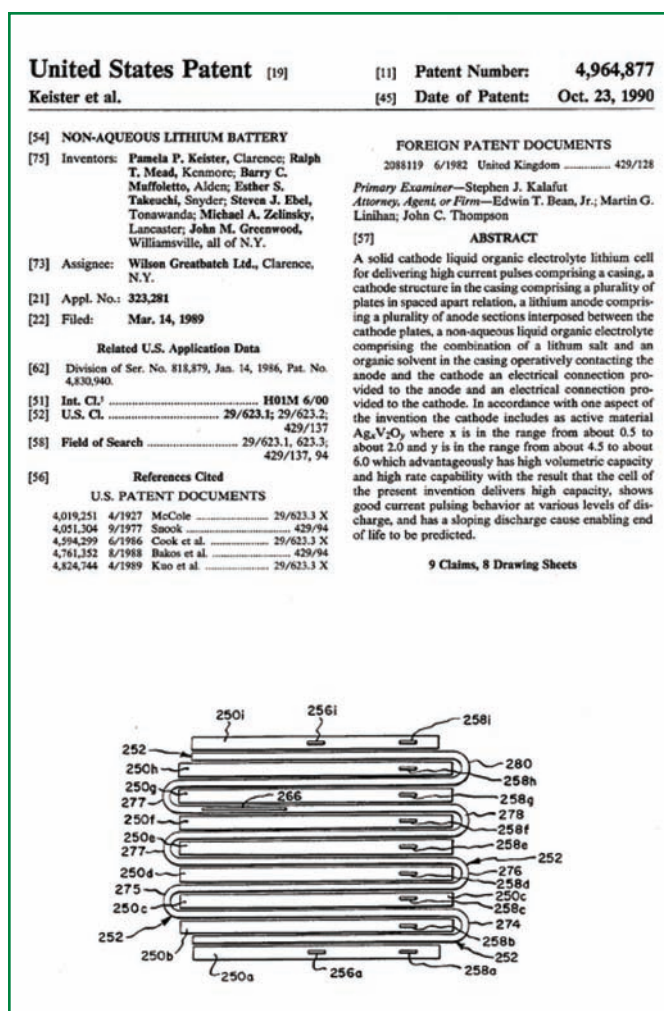 United States Patent [19]
Keister et al.
[11] Patent Number: 4,964,877
[45] Date of Patent: Oct. 23, 1990
[54] NON-AQUEOUS LITHIUM BATTERY
[75] Inventors: Pamela P. Keister, Clarence; Ralph
T. Mead, Kenmore; Barry C.
Muffoletto, Alden; Esther S.
Takeuchi, Snyder; Steven J. Ebel,
Tonawanda; Michael A. Zelinsky,
Lancaster; John M. Greenwood,
Williamsville, all of N.Y.
[73] Assignee: Wilson Greatbatch Ltd., Clarence,
N.Y.
[21] Appl. No.: 323,281
[22] Filed: Mar. 14, 1989
Related U.S. Application Data
[62] Division of Ser. No. 818,879, Jan. 14, 1986, Pat. No.
4,830,940.
[51] Int. Cl.⁵ ........ H01M 6/00
[52] U.S. Cl. ........ 29/623.1; 29/623.2;
429/137
[58] Field of Search ........ 29/623.1, 623.3;
429/137, 94
[56] References Cited
U.S. PATENT DOCUMENTS
4,019,251 4/1927 McCole ........ 29/623.3 X
4,051,304 9/1977 Snook ........ 429/94
4,594,299 6/1986 Cook et al. ........ 29/623.3 X
4,761,352 8/1988 Bakos et al. ........ 429/94
4,824,744 4/1989 Kuo et al. ........ 29/623.3 X
FOREIGN PATENT DOCUMENTS
2088119 6/1982 United Kingdom ........ 429/128
Primary Examiner—Stephen J. Kalafut
Attorney, Agent, or Firm—Edwin T. Bean, Jr.; Martin G.
Linihan; John C. Thompson
[57] ABSTRACT
A solid cathode liquid organic electrolyte lithium cell
for delivering high current pulses comprising a casing, a
cathode structure in the casing comprising a plurality of
plates in spaced apart relation, a lithium anode compris-
ing a plurality of anode sections interposed between the
cathode plates, a non-aqueous liquid organic electrolyte
comprising the combination of a lithum salt and an
organic solvent in the casing operatively contacting the
anode and the cathode an electrical connection pro-
vided to the anode and an electrical connection pro-
vided to the cathode. In accordance with one aspect of
the invention the cathode includes as active material
AgₓV₂Oᵧ where x is in the range from about 0.5 to
about 2.0 and y is in the range from about 4.5 to about
6.0 which advantageously has high volumetric capacity
and high rate capability with the result that the cell of
the present invention delivers high capacity, shows
good current pulsing behavior at various levels of dis-
charge, and has a sloping discharge cause enabling end
of life to be predicted.
9 Claims, 8 Drawing Sheets
250i 256i 258i
252 280
250h 258h
250g 266 258g
277 278
250f 258f
250e 258e
277 252
250d 276
258d
275 250c
250c 258c
274
252 258b
250b 252
250a 256a 258a